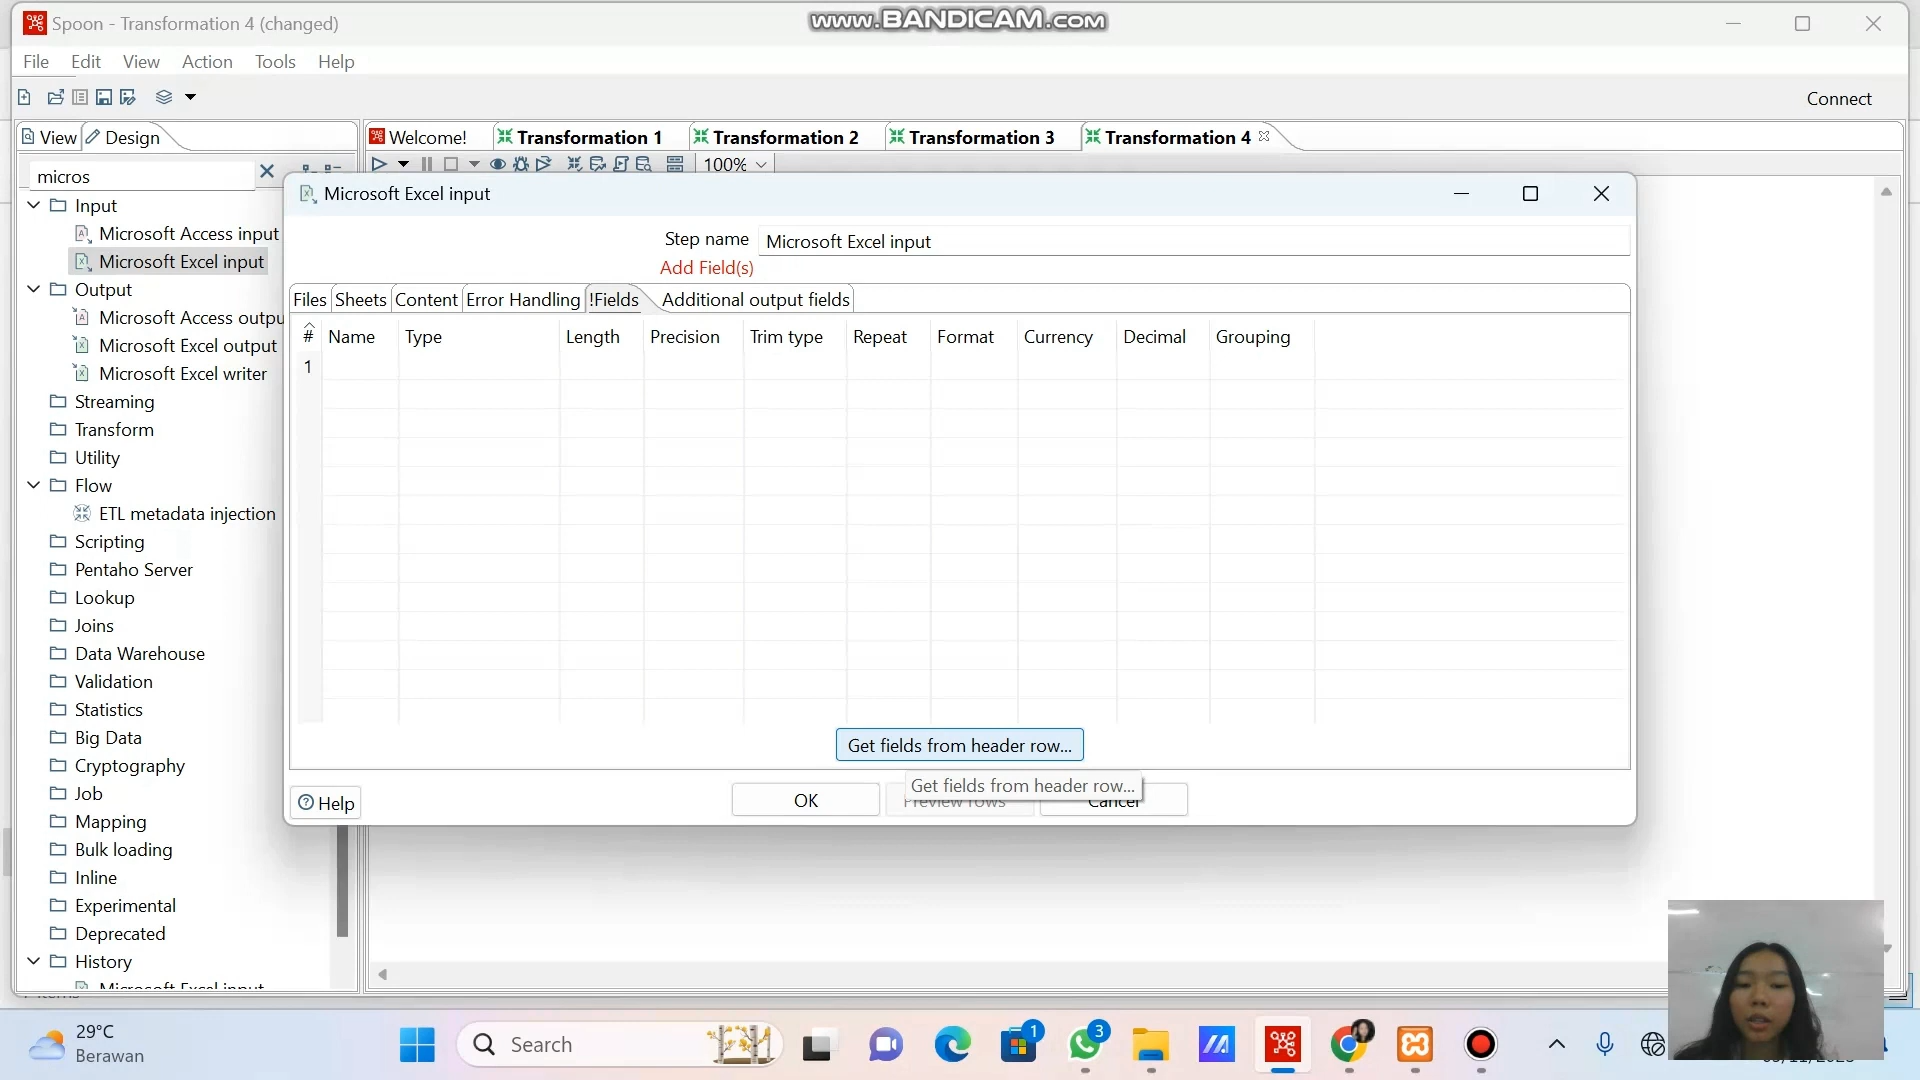 Spoon - Transformation 4 (changed)
www.BANDICAM.com
File Edit View Action Tools Help
Connect
View Design
Welcome! Transformation 1 Transformation 2 Transformation 3 Transformation 4
100%
micros
Input
Microsoft Access input
Microsoft Excel input
Output
Microsoft Access outpu
Microsoft Excel output
Microsoft Excel writer
Streaming
Transform
Utility
Flow
ETL metadata injection
Scripting
Pentaho Server
Lookup
Joins
Data Warehouse
Validation
Statistics
Big Data
Cryptography
Job
Mapping
Bulk loading
Inline
Experimental
Deprecated
History
Microsoft Excel input
Microsoft Excel input
Step name Microsoft Excel input
Add Field(s)
Files Sheets Content Error Handling !Fields Additional output fields
# Name Type Length Precision Trim type Repeat Format Currency Decimal Grouping
1
Get fields from header row...
Get fields from header row...
Help OK Preview rows Cancel
29°C
Berawan
Search
1
3